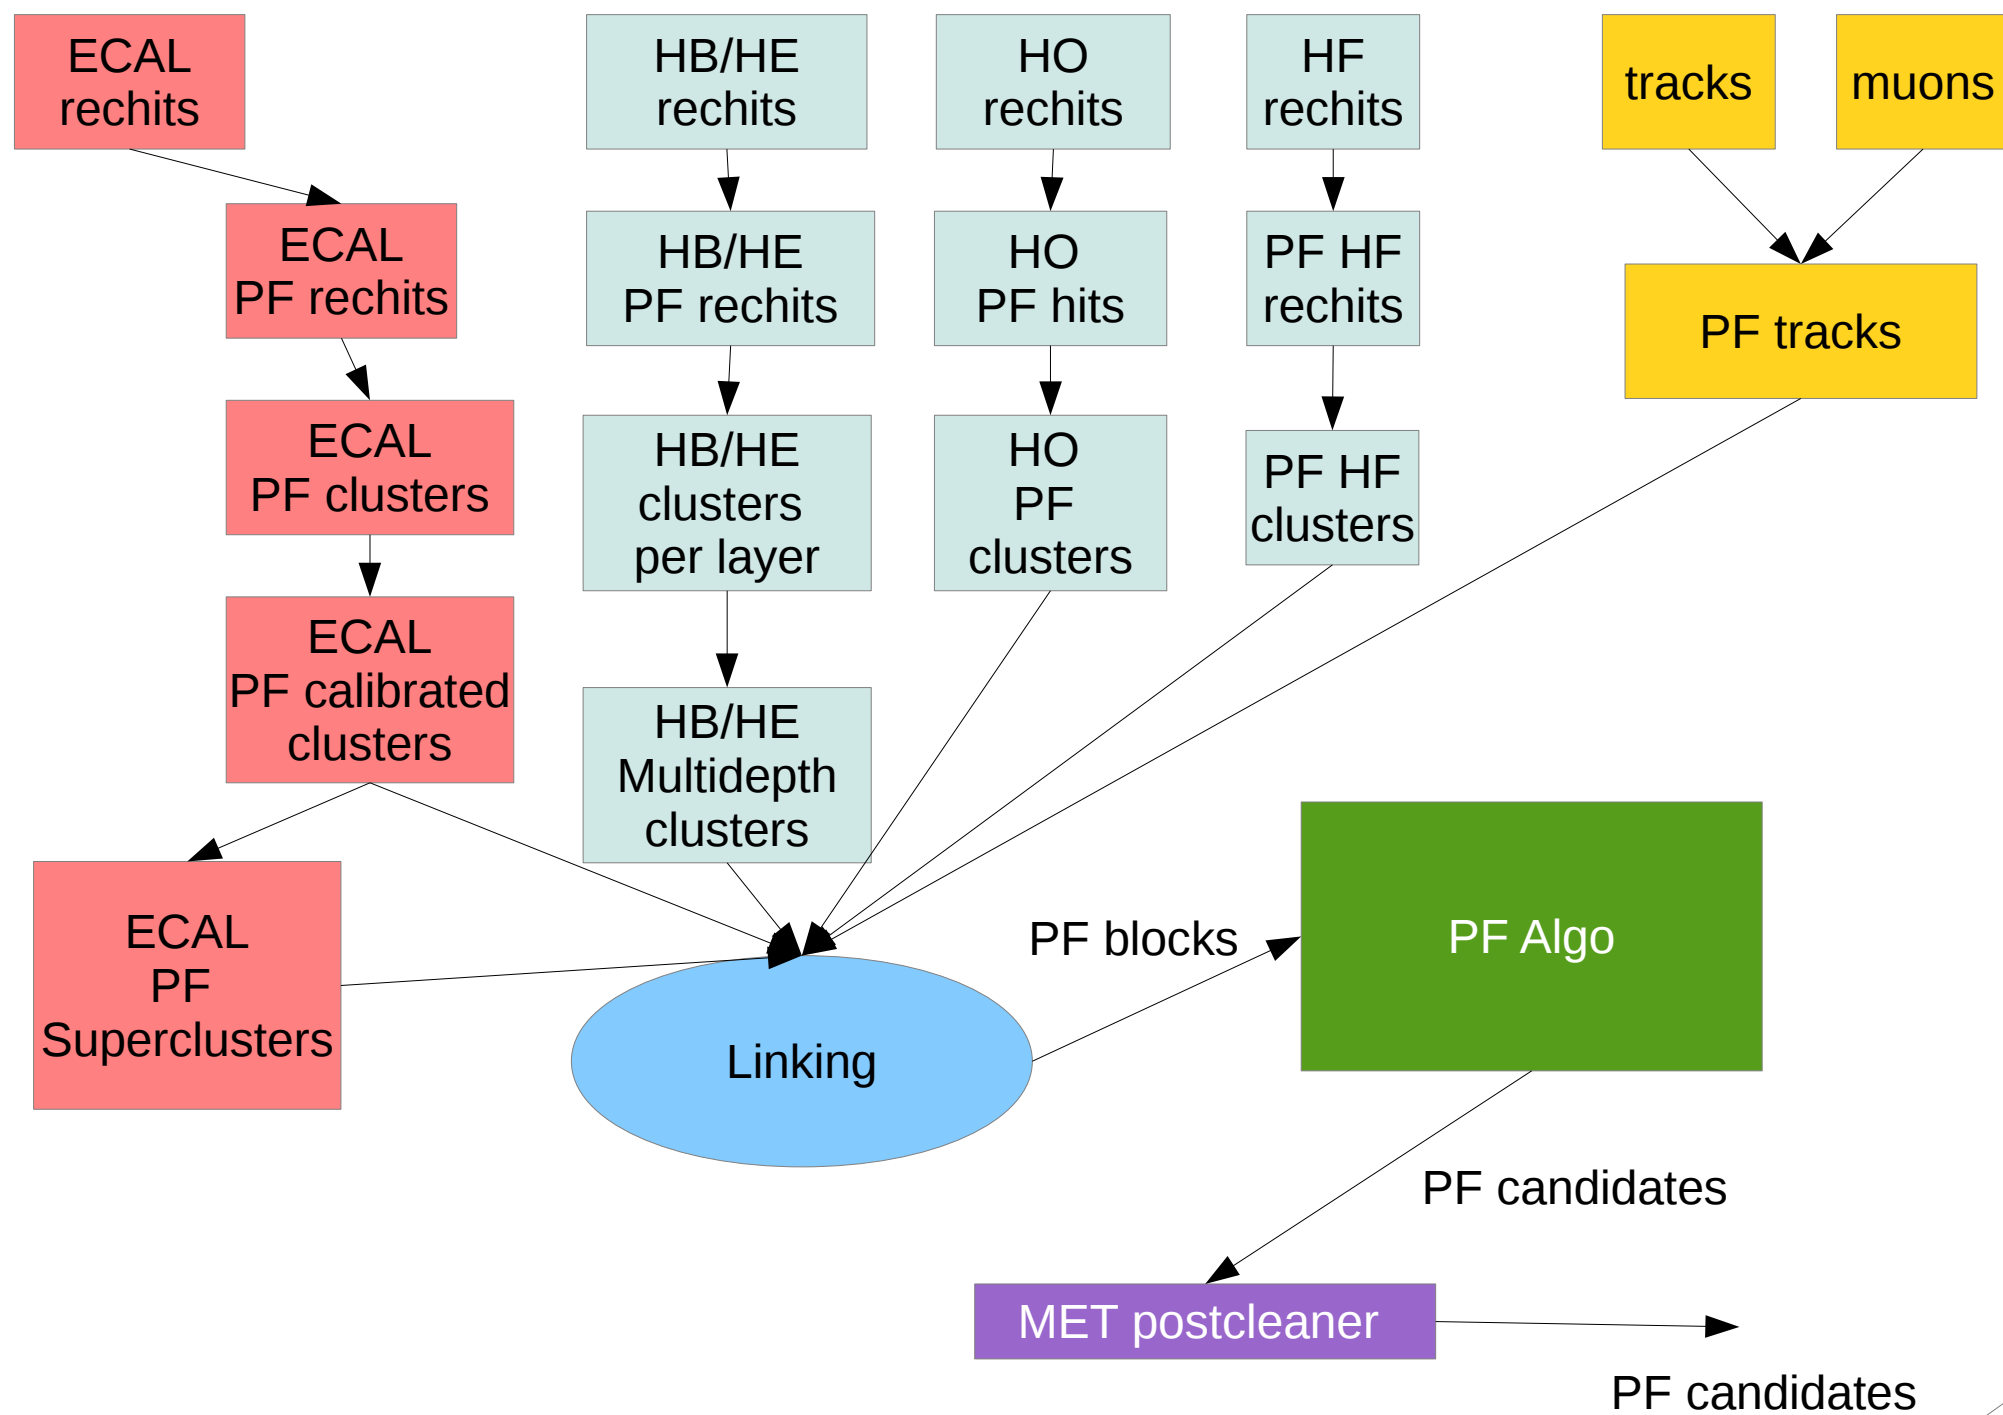 ECAL
rechits
HB/HE
rechits
HO
rechits
HF
rechits
tracks
muons
ECAL
PF rechits
HB/HE
PF rechits
HO
PF hits
PF HF
rechits
PF tracks
ECAL
PF clusters
HB/HE
clusters
per layer
HO
PF
clusters
PF HF
clusters
ECAL
PF calibrated
clusters
HB/HE
Multidepth
clusters
ECAL
PF
Superclusters
Linking
PF blocks
PF Algo
PF candidates
MET postcleaner
PF candidates